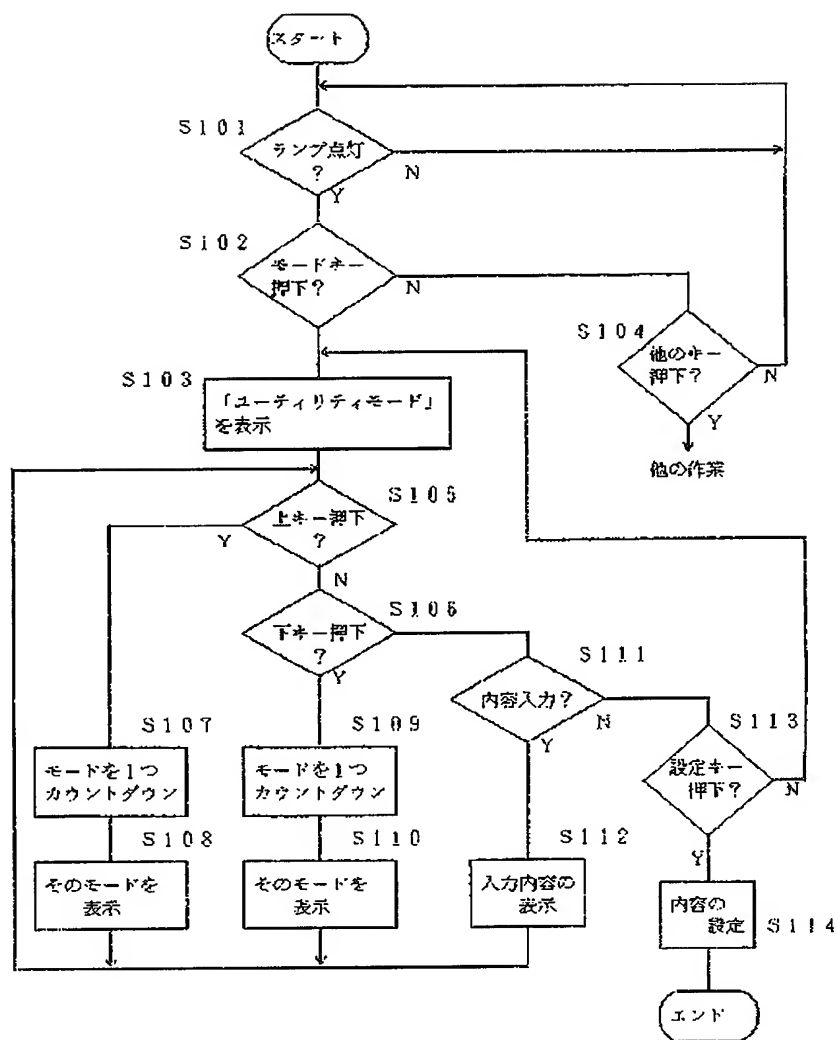 スタート
S101
ランプ点灯
?
N
Y
S102
モードキー
押下?
N
S104
他のキー
押下?
N
Y
他の作業
S103
「ユーティリティモード」
を表示
S105
上キー押下
?
Y
N
S106
下キー押下
?
Y
S111
内容入力?
N
Y
S113
設定キー
押下?
N
Y
S107
モードを1つ
カウントダウン
S109
モードを1つ
カウントダウン
S108
そのモードを
表示
S110
そのモードを
表示
S112
入力内容の
表示
内容の
設定
S114
エンド